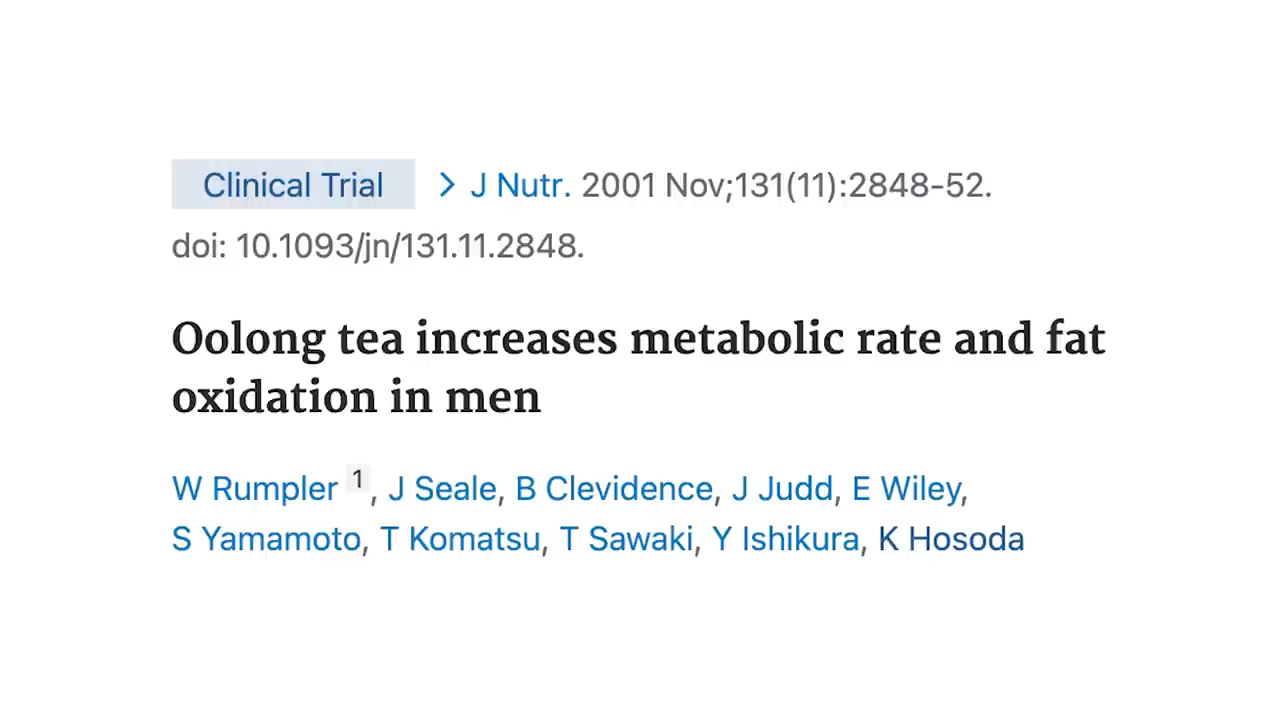 Clinical Trial > J Nutr. 2001 Nov;131(11):2848-52.
doi: 10.1093/jn/131.11.2848.
Oolong tea increases metabolic rate and fat
oxidation in men
W Rumpler 1, J Seale, B Clevidence, J Judd, E Wiley,
S Yamamoto, T Komatsu, T Sawaki, Y Ishikura, K Hosoda